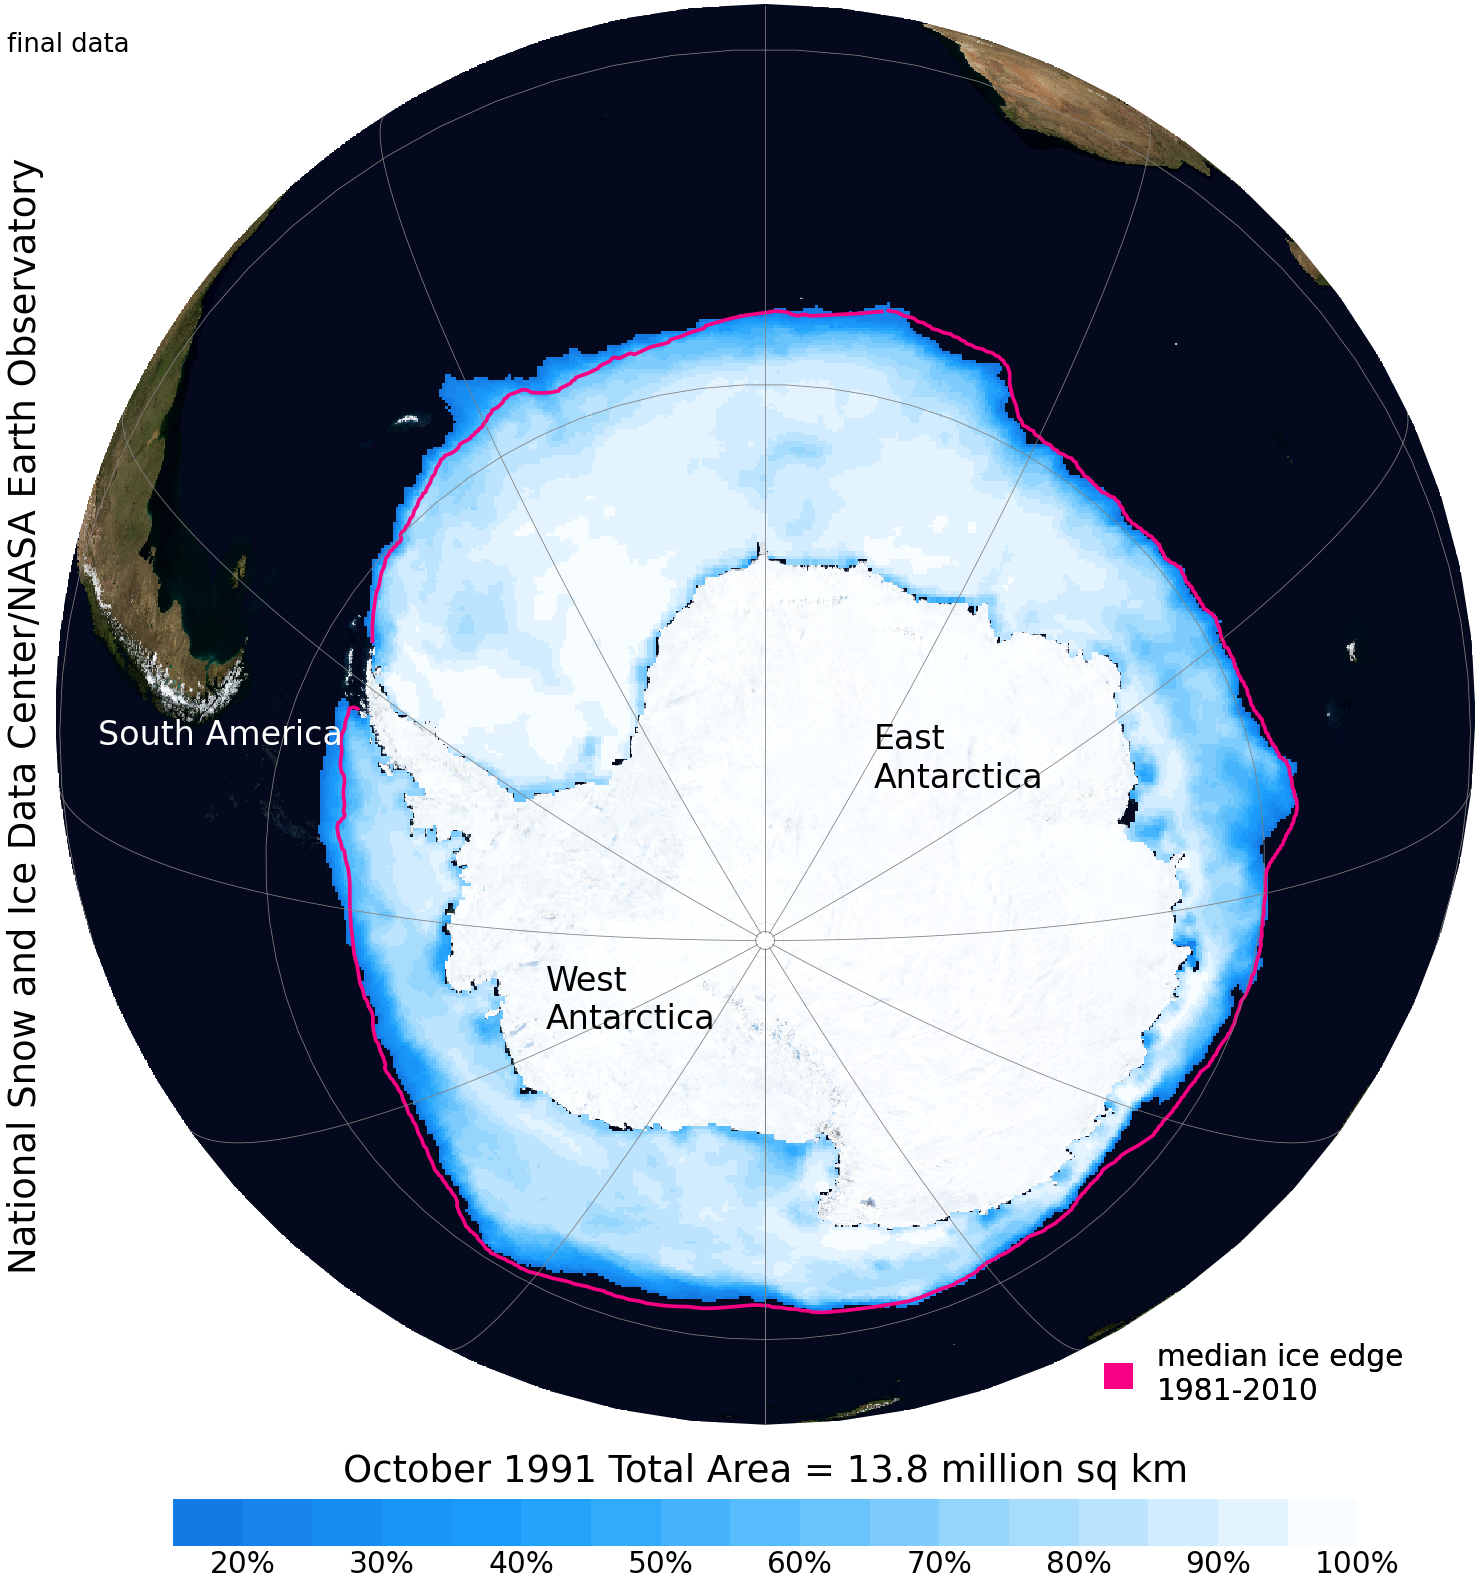 final data
National Snow and Ice Data Center/NASA Earth Observatory
South America
East
Antarctica
West
Antarctica
median ice edge
1981-2010
October 1991 Total Area = 13.8 million sq km
20% 30% 40% 50% 60% 70% 80% 90% 100%